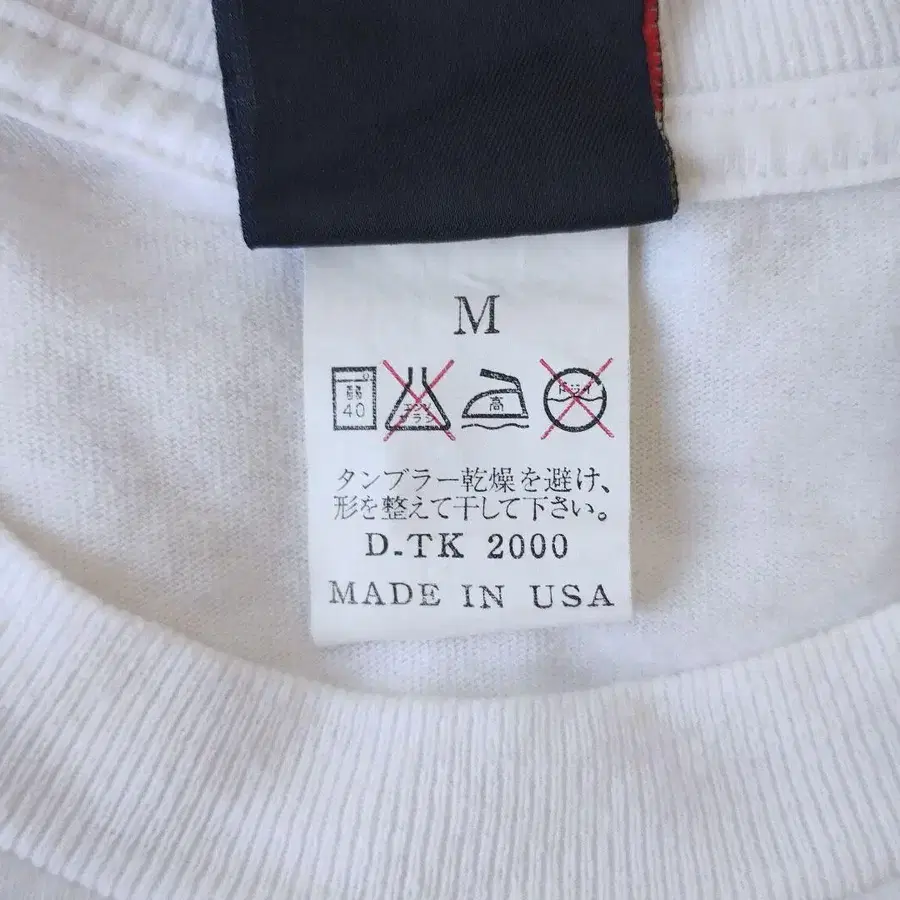 M
40
高
タンブラー乾燥を避け、
形を整えて干して下さい。
D-TK 2000
MADE IN USA